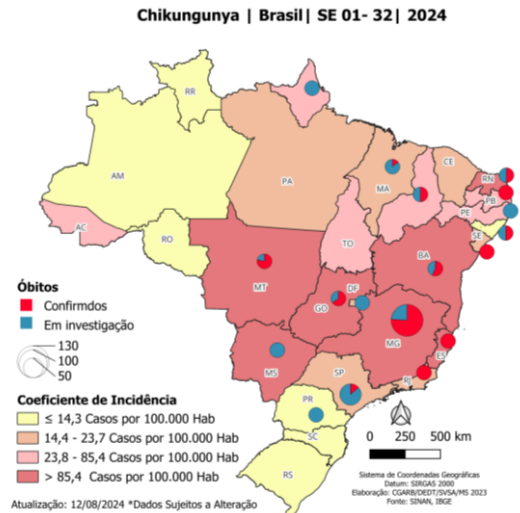 Chikungunya | Brasil| SE 01- 32| 2024
RR
AM
PA
AC
RO
MA
CE
RN
PB
PE
SE
TO
BA
MT
GO
DF
MG
ES
MS
SP
RJ
PR
SC
RS
Óbitos
Confirmdos
Em investigação
130
100
50
Coeficiente de Incidência
≤ 14,3 Casos por 100.000 Hab
14,4 - 23,7 Casos por 100.000 Hab
23,8 - 85,4 Casos por 100.000 Hab
> 85,4 Casos por 100.000 Hab
0 250 500 km
Sistema de Coordenadas Geográficas
Datum: SIRGAS 2000
Elaboração: CGARB/DEDT/SVSA/MS 2023
Fonte: SINAN, IBGE
Atualização: 12/08/2024 *Dados Sujeitos a Alteração